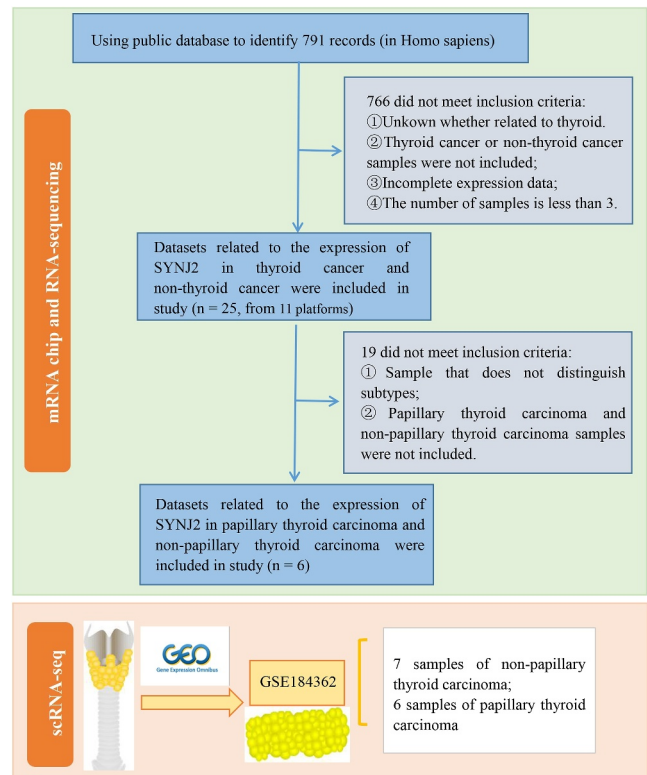 Using public database to identify 791 records (in Homo sapiens)
766 did not meet inclusion criteria:
①Unkown whether related to thyroid.
②Thyroid cancer or non-thyroid cancer
samples were not included;
③Incomplete expression data;
④The number of samples is less than 3.
mRNA chip and RNA-sequencing
Datasets related to the expression of
SYNJ2 in thyroid cancer and
non-thyroid cancer were included in
study (n = 25, from 11 platforms)
19 did not meet inclusion criteria:
① Sample that does not distinguish
subtypes;
② Papillary thyroid carcinoma and
non-papillary thyroid carcinoma samples
were not included.
Datasets related to the expression of
SYNJ2 in papillary thyroid carcinoma and
non-papillary thyroid carcinoma were
included in study (n = 6)
scRNA-seq
GEO
Gene Expression Omnibus
GSE184362
7 samples of non-papillary
thyroid carcinoma;
6 samples of papillary thyroid
carcinoma